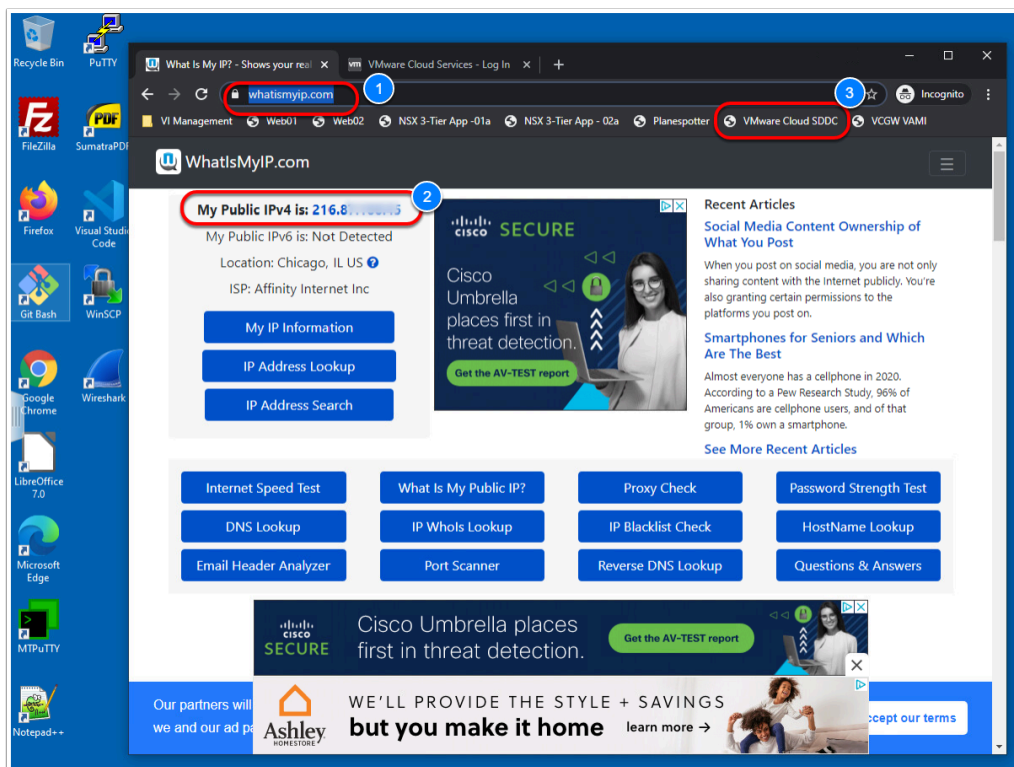 Recycle Bin
PuTTY
FileZilla
SumatraPDF
Firefox
Visual Studio
Code
Git Bash
WinSCP
Google
Chrome
Wireshark
LibreOffice
7.0
Microsoft
Edge
MTPuTTY
Notepad++
What Is My IP? - Shows your real
VMware Cloud Services - Log In
whatismyip.com
1
3
Incognito
VI Management
Web01
Web02
NSX 3-Tier App -01a
NSX 3-Tier App - 02a
Planespotter
VMware Cloud SDDC
VCGW VAMI
WhatIsMyIP.com
My Public IPv4 is: 216.8
2
My Public IPv6 is: Not Detected
Location: Chicago, IL US
ISP: Affinity Internet Inc
My IP Information
IP Address Lookup
IP Address Search
cisco SECURE
Cisco
Umbrella
places first in
threat detection.
Get the AV-TEST report
Recent Articles
Social Media Content Ownership of
What You Post
When you post on social media, you are not only
sharing content with the Internet publicly. You're
also granting certain permissions to the
platforms you post on.
Smartphones for Seniors and Which
Are The Best
Almost everyone has a cellphone in 2020.
According to a Pew Research Study, 96% of
Americans are cellphone users, and of that
group, 1% own a smartphone.
See More Recent Articles
Internet Speed Test
What Is My Public IP?
Proxy Check
Password Strength Test
DNS Lookup
IP WhoIs Lookup
IP Blacklist Check
HostName Lookup
Email Header Analyzer
Port Scanner
Reverse DNS Lookup
Questions & Answers
cisco
SECURE
Cisco Umbrella places
first in threat detection.
Get the AV-TEST report
Our partners will
we and our ad
Ashley
HOMESTORE
WE'LL PROVIDE THE STYLE + SAVINGS
but you make it home
learn more →
ccept our terms